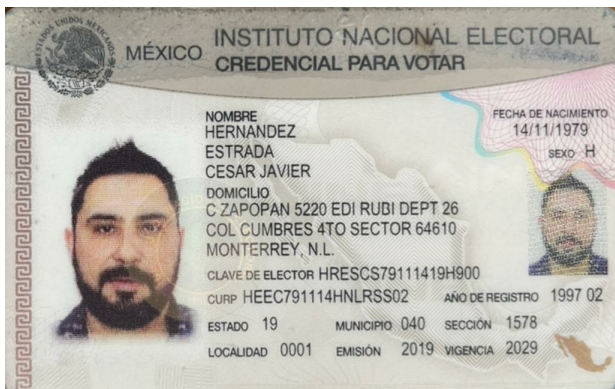 MÉXICO
INSTITUTO NACIONAL ELECTORAL
CREDENCIAL PARA VOTAR
NOMBRE
HERNANDEZ
ESTRADA
CESAR JAVIER
FECHA DE NACIMIENTO
14/11/1979
SEXO H
DOMICILIO
C ZAPOPAN 5220 EDI RUBI DEPT 26
COL CUMBRES 4TO SECTOR 64610
MONTERREY, N.L.
CLAVE DE ELECTOR HRESCS79111419H900
CURP HEEC791114HNLRSS02 AÑO DE REGISTRO 1997 02
ESTADO 19 MUNICIPIO 040 SECCIÓN 1578
LOCALIDAD 0001 EMISIÓN 2019 VIGENCIA 2029